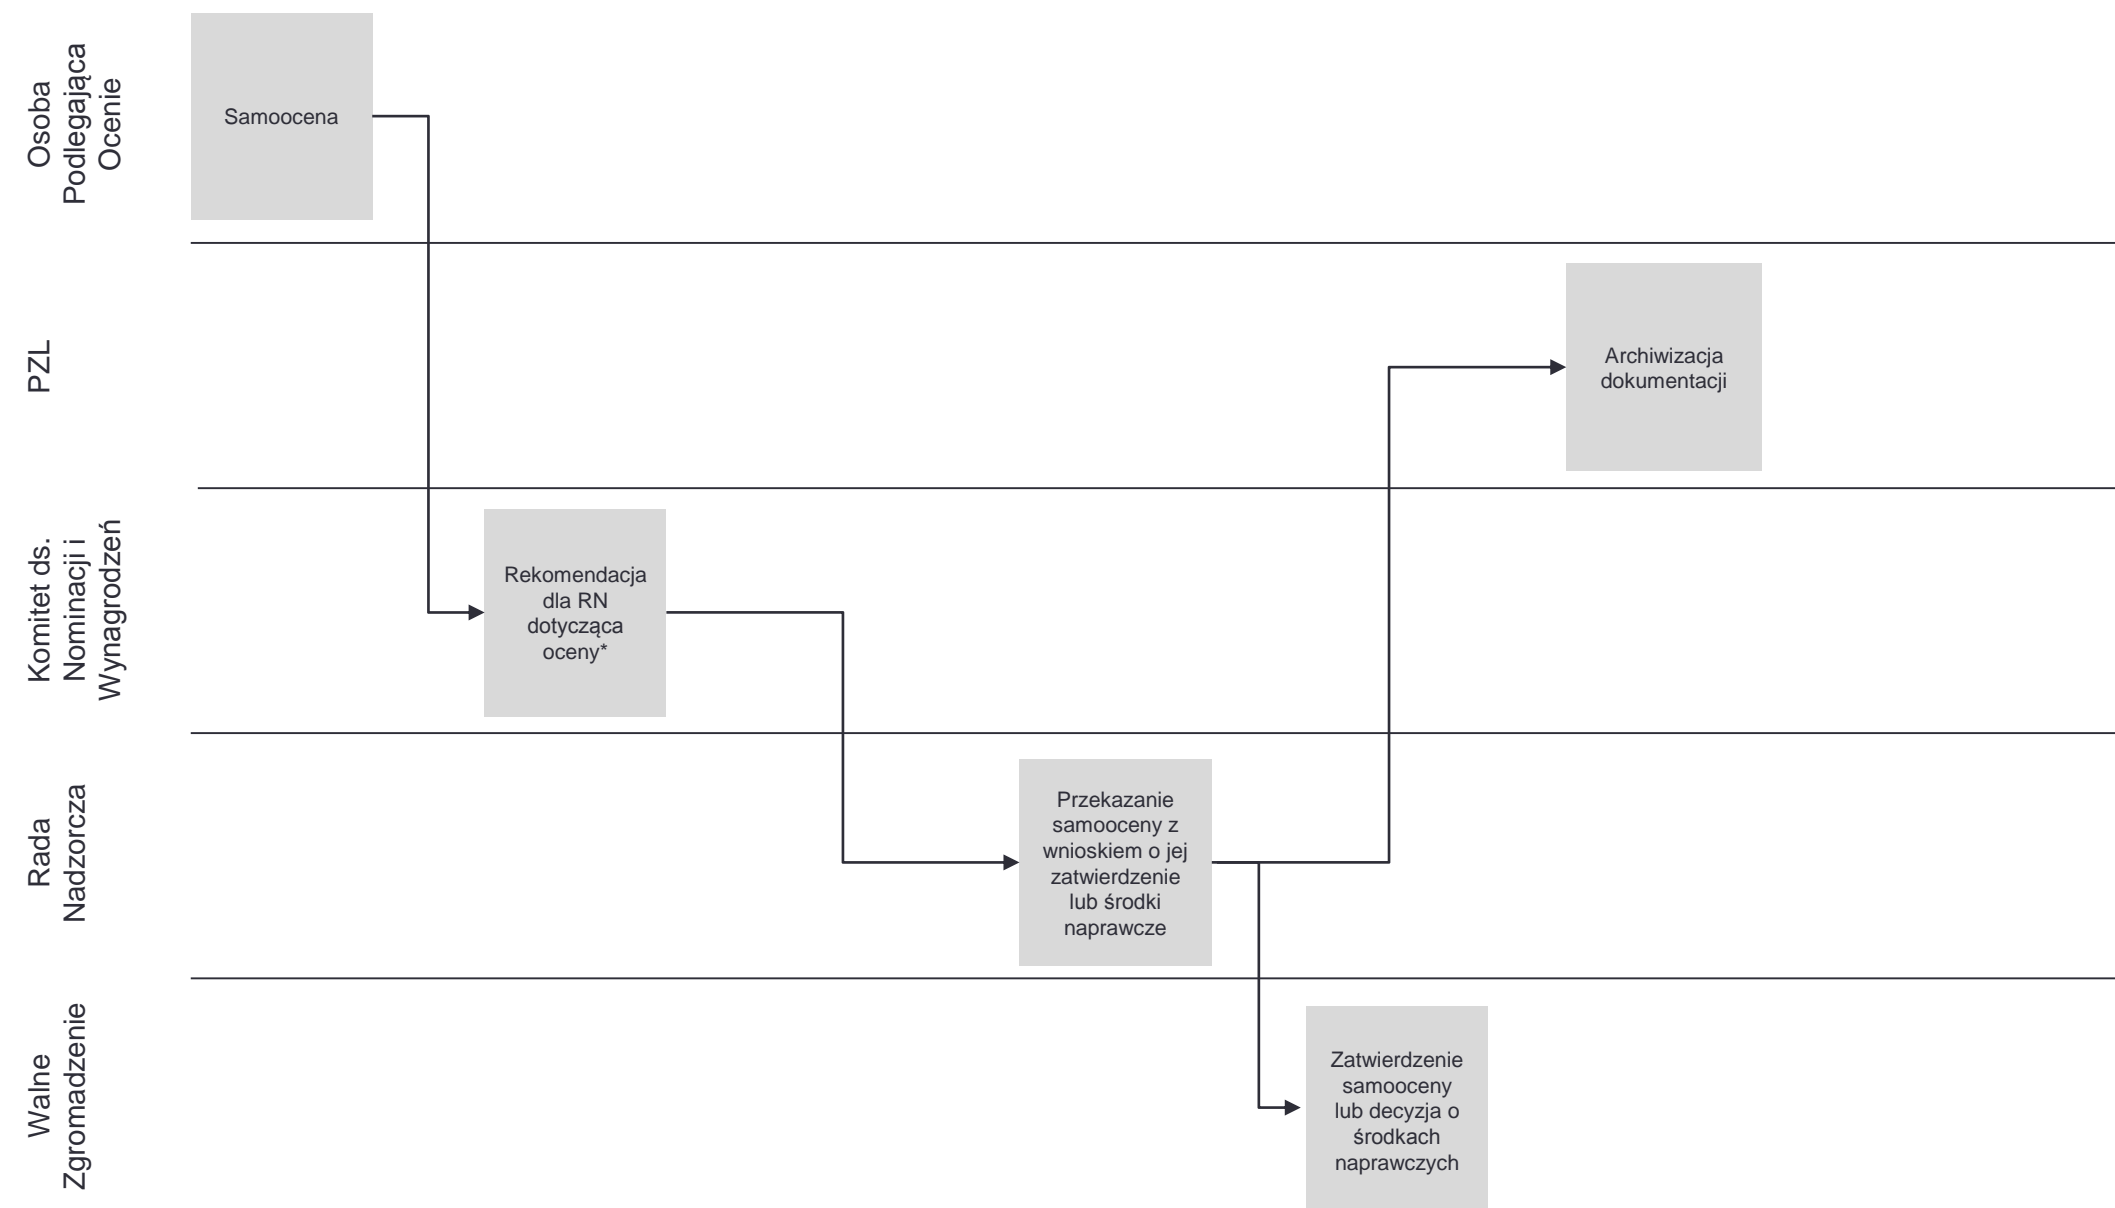 Osoba
Podlegająca
Ocenie
Samoocena
PZL
Archiwizacja
dokumentacji
Komitet ds.
Nominacji i
Wynagrodzeń
Rekomendacja
dla RN
dotycząca
oceny*
Rada
Nadzorcza
Przekazanie
samooceny z
wnioskiem o jej
zatwierdzenie
lub środki
naprawcze
Walne
Zgromadzenie
Zatwierdzenie
samooceny
lub decyzja o
środkach
naprawczych